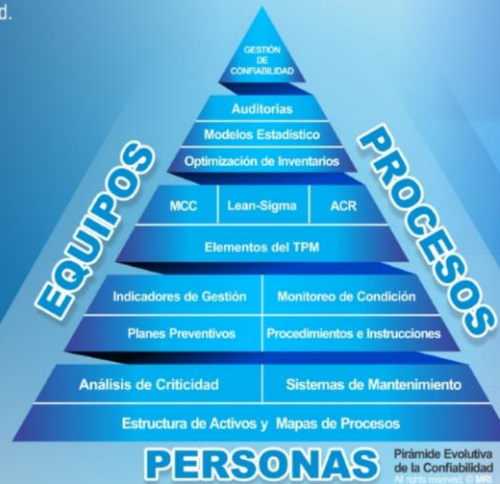 d.
GESTIÓN
DE
CONFIABILIDAD
Auditorias
Modelos Estadístico
Optimización de Inventarios
MCC Lean-Sigma ACR
Elementos del TPM
Indicadores de Gestión Monitoreo de Condición
Planes Preventivos Procedimientos e Instrucciones
Análisis de Criticidad Sistemas de Mantenimiento
Estructura de Activos y Mapas de Procesos
EQUIPOS
PROCESOS
PERSONAS
Pirámide Evolutiva
de la Confiabilidad
All rights reserved. © MRI